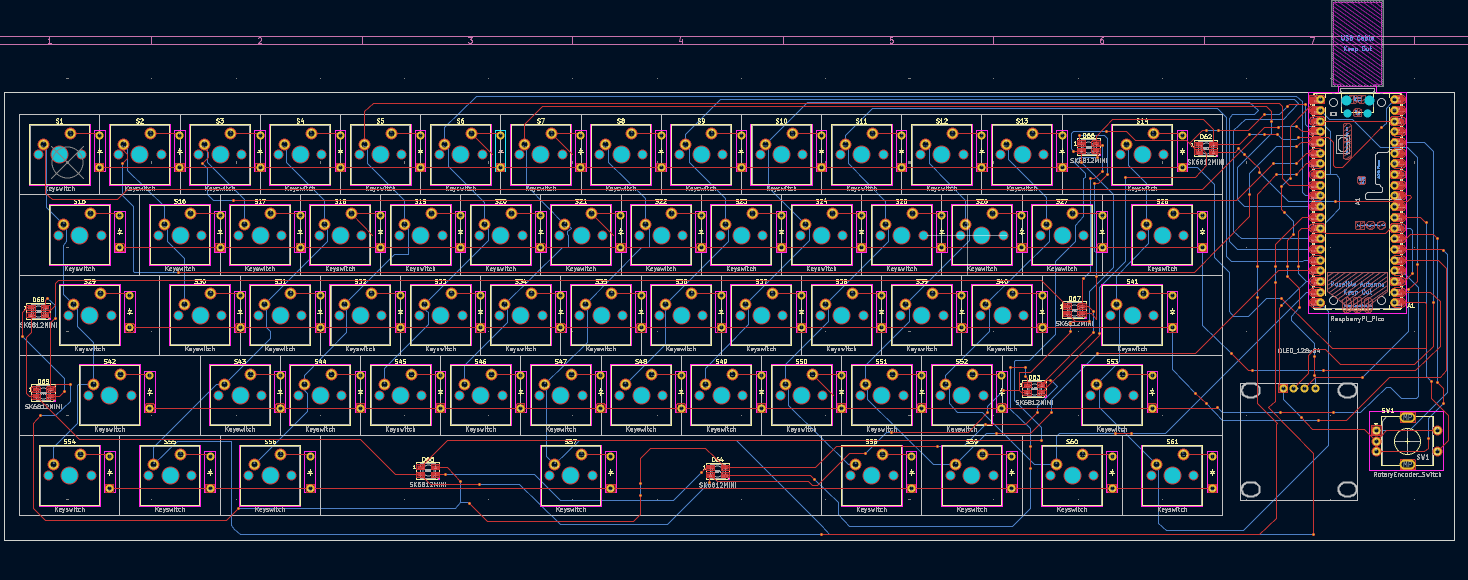 USB Cable
Keep Out
1 2 3 4 5 6 7
S1 S2 S3 S4 S5 S6 S7 S8 S9 S10 S11 S12 S13 D66 S14 D62
SK6812MINI SK6812MINI
Keyswitch Keyswitch Keyswitch Keyswitch Keyswitch Keyswitch Keyswitch Keyswitch Keyswitch Keyswitch Keyswitch Keyswitch Keyswitch Keyswitch
S15 S16 S17 S18 S19 S20 S21 S22 S23 S24 S25 S26 S27 S28
Keyswitch Keyswitch Keyswitch Keyswitch Keyswitch Keyswitch Keyswitch Keyswitch Keyswitch Keyswitch Keyswitch Keyswitch Keyswitch Keyswitch
S29 S30 S31 S32 S33 S34 S35 S36 S37 S38 S39 S40 S41
Keep Out
D68 D67
SK6812MINI SK6812MINI
RaspberryPi_Pico
Keyswitch Keyswitch Keyswitch Keyswitch Keyswitch Keyswitch Keyswitch Keyswitch Keyswitch Keyswitch Keyswitch Keyswitch Keyswitch
S42 S43 S44 S45 S46 S47 S48 S49 S50 S51 S52 S53
D63
SK6812MINI SK6812MINI
SW1
Keyswitch Keyswitch Keyswitch Keyswitch Keyswitch Keyswitch Keyswitch Keyswitch Keyswitch Keyswitch Keyswitch Keyswitch
S54 S55 S56 S57 S58 S59 S60 S61
D64
SW1
SK6812MINI SK6812MINI
RotaryEncoder_Switch
Keyswitch Keyswitch Keyswitch Keyswitch Keyswitch Keyswitch Keyswitch Keyswitch